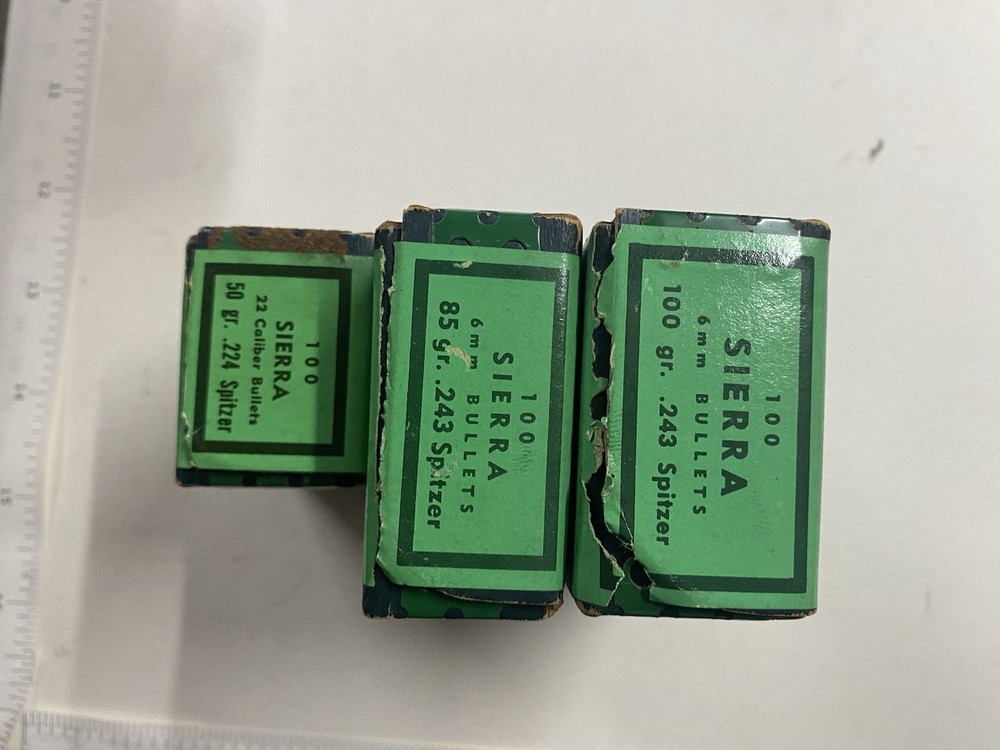 100
SIERRA
22 Caliber Bullets
50 gr. .224 Spitzer
100
SIERRA
6mm BULLETS
85 gr. .243 Spitzer
100
SIERRA
6mm BULLETS
100 gr. .243 Spitzer